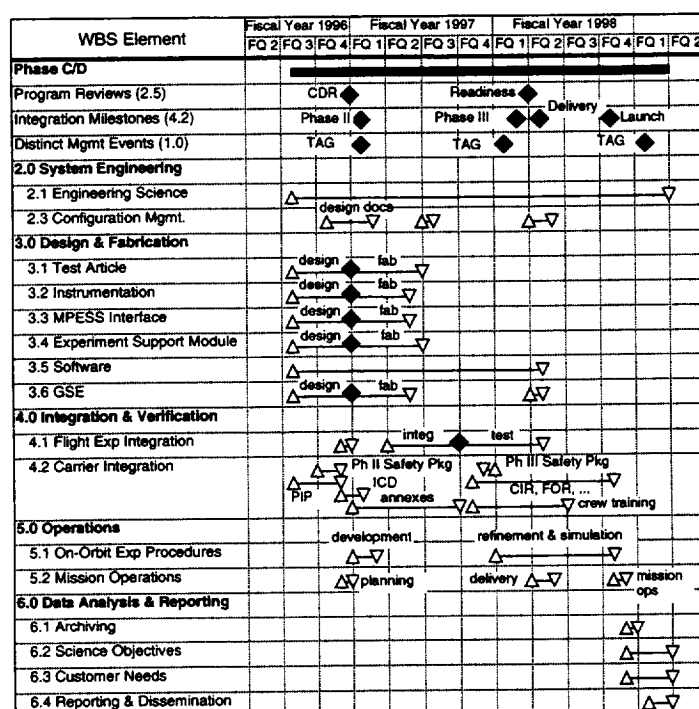 WBS Element
Fiscal Year 1996 Fiscal Year 1997 Fiscal Year 1998
FQ 2 FQ 3 FQ 4 FQ 1 FQ 2 FQ 3 FQ 4 FQ 1 FQ 2 FQ 3 FQ 4 FQ 1 FQ 2
Phase C/D
Program Reviews (2.5) CDR Readiness
Delivery
Integration Milestones (4.2) Phase II Phase III Launch
Distinct Mgmt Events (1.0) TAG TAG TAG
2.0 System Engineering
2.1 Engineering Science
design docs
2.3 Configuration Mgmt.
3.0 Design & Fabrication
design fab
3.1 Test Article
design fab
3.2 Instrumentation
design fab
3.3 MPESS Interface
design fab
3.4 Experiment Support Module
3.5 Software
design fab
3.6 GSE
4.0 Integration & Verification
4.1 Flight Exp Integration integ test
4.2 Carrier Integration Ph II Safety Pkg Ph III Safety Pkg
ICD
PIP annexes CIR, FOR, ...
crew training
5.0 Operations
development refinement & simulation
5.1 On-Orbit Exp Procedures
5.2 Mission Operations planning delivery mission
ops
6.0 Data Analysis & Reporting
6.1 Archiving
6.2 Science Objectives
6.3 Customer Needs
6.4 Reporting & Dissemination